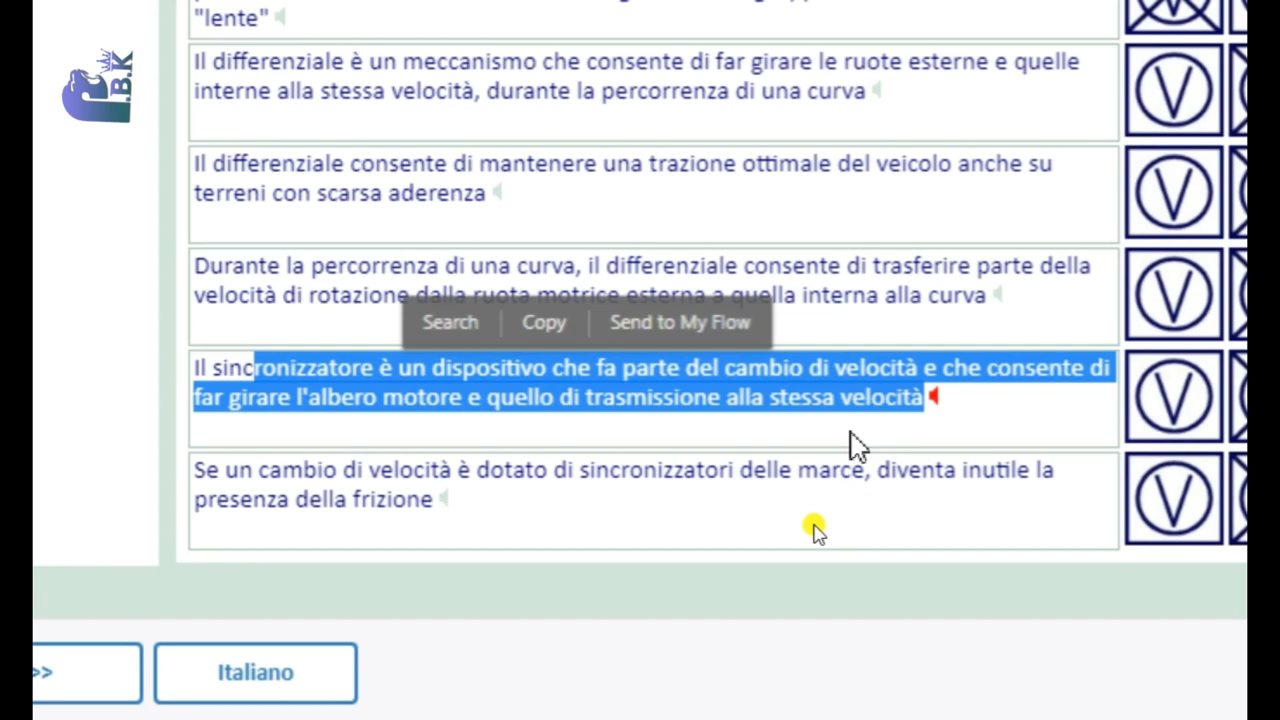 "lente"
Il differenziale è un meccanismo che consente di far girare le ruote esterne e quelle
interne alla stessa velocità, durante la percorrenza di una curva
V
Il differenziale consente di mantenere una trazione ottimale del veicolo anche su
terreni con scarsa aderenza
V
Durante la percorrenza di una curva, il differenziale consente di trasferire parte della
velocità di rotazione dalla ruota motrice esterna a quella interna alla curva
V
Search Copy Send to My Flow
Il sincronizzatore è un dispositivo che fa parte del cambio di velocità e che consente di
far girare l'albero motore e quello di trasmissione alla stessa velocità
V
Se un cambio di velocità è dotato di sincronizzatori delle marce, diventa inutile la
presenza della frizione
V
>>
Italiano
.B.K